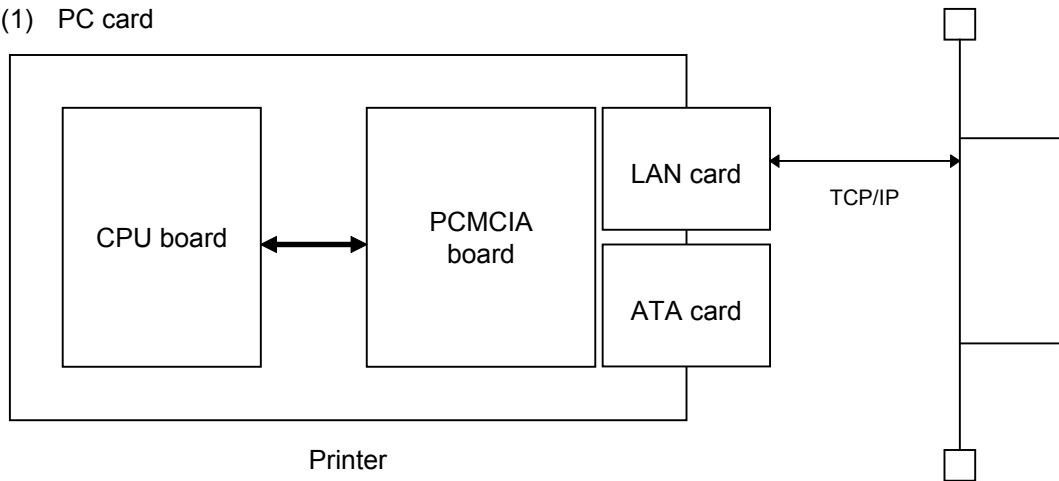 (1) PC card
CPU board
PCMCIA
board
LAN card
ATA card
TCP/IP
Printer